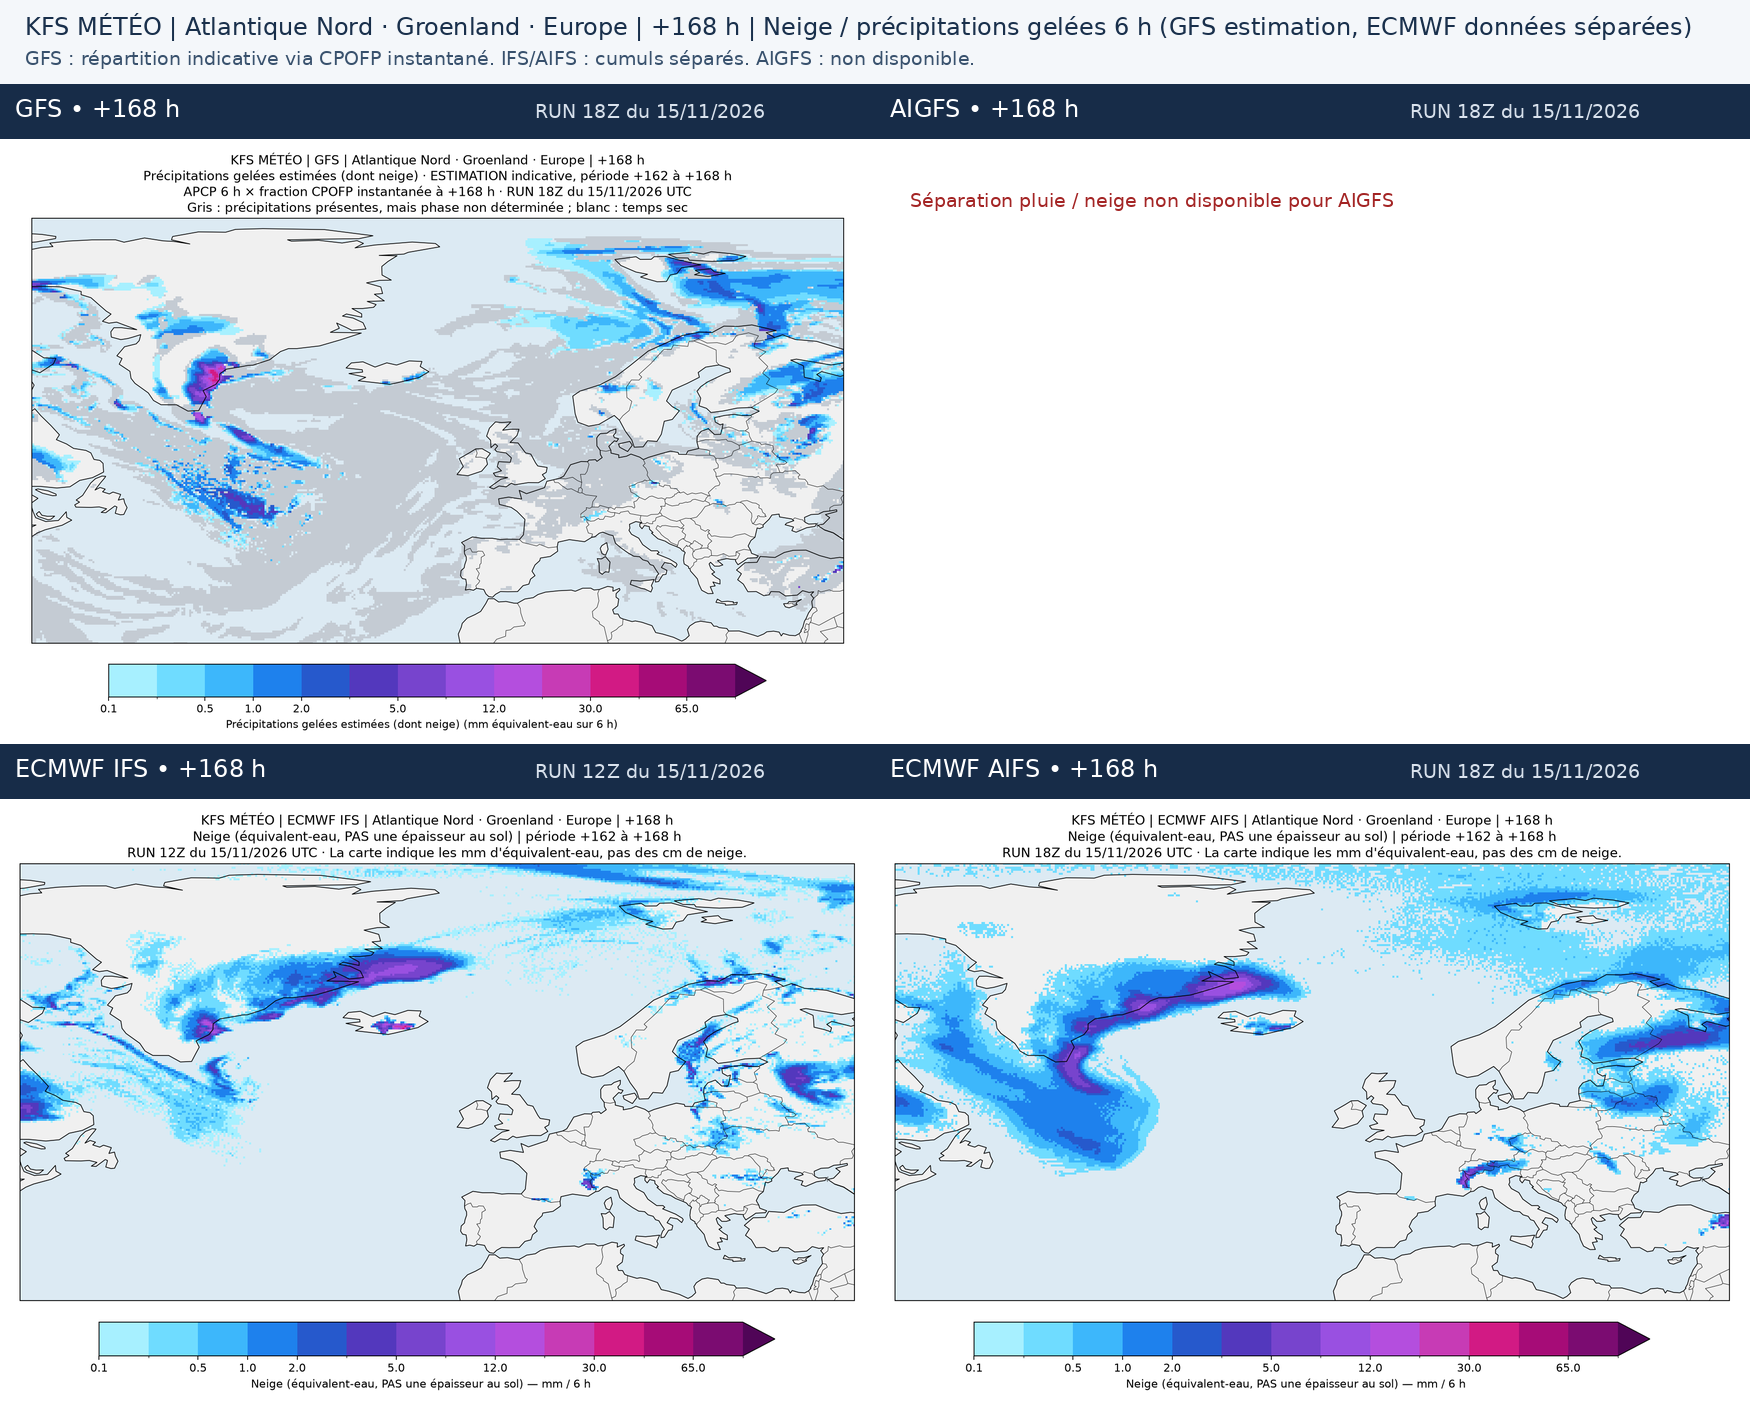 KFS MÉTÉO | Atlantique Nord · Groenland · Europe | +168 h | Neige / précipitations gelées 6 h (GFS estimation, ECMWF données séparées)
GFS : répartition indicative via CPOFP instantané. IFS/AIFS : cumuls séparés. AIGFS : non disponible.
GFS • +168 h
RUN 18Z du 15/11/2026
AIGFS • +168 h
RUN 18Z du 15/11/2026
KFS MÉTÉO | GFS | Atlantique Nord · Groenland · Europe | +168 h
Précipitations gelées estimées (dont neige) · ESTIMATION indicative, période +162 à +168 h
APCP 6 h × fraction CPOFP instantanée à +168 h · RUN 18Z du 15/11/2026 UTC
Gris : précipitations présentes, mais phase non déterminée ; blanc : temps sec
Séparation pluie / neige non disponible pour AIGFS
0.1 0.5 1.0 2.0 5.0 12.0 30.0 65.0
Précipitations gelées estimées (dont neige) (mm équivalent-eau sur 6 h)
ECMWF IFS • +168 h
RUN 12Z du 15/11/2026
ECMWF AIFS • +168 h
RUN 18Z du 15/11/2026
KFS MÉTÉO | ECMWF IFS | Atlantique Nord · Groenland · Europe | +168 h
Neige (équivalent-eau, PAS une épaisseur au sol) | période +162 à +168 h
RUN 12Z du 15/11/2026 UTC · La carte indique les mm d'équivalent-eau, pas des cm de neige.
0.1 0.5 1.0 2.0 5.0 12.0 30.0 65.0
Neige (équivalent-eau, PAS une épaisseur au sol) — mm / 6 h
KFS MÉTÉO | ECMWF AIFS | Atlantique Nord · Groenland · Europe | +168 h
Neige (équivalent-eau, PAS une épaisseur au sol) | période +162 à +168 h
RUN 18Z du 15/11/2026 UTC · La carte indique les mm d'équivalent-eau, pas des cm de neige.
0.1 0.5 1.0 2.0 5.0 12.0 30.0 65.0
Neige (équivalent-eau, PAS une épaisseur au sol) — mm / 6 h